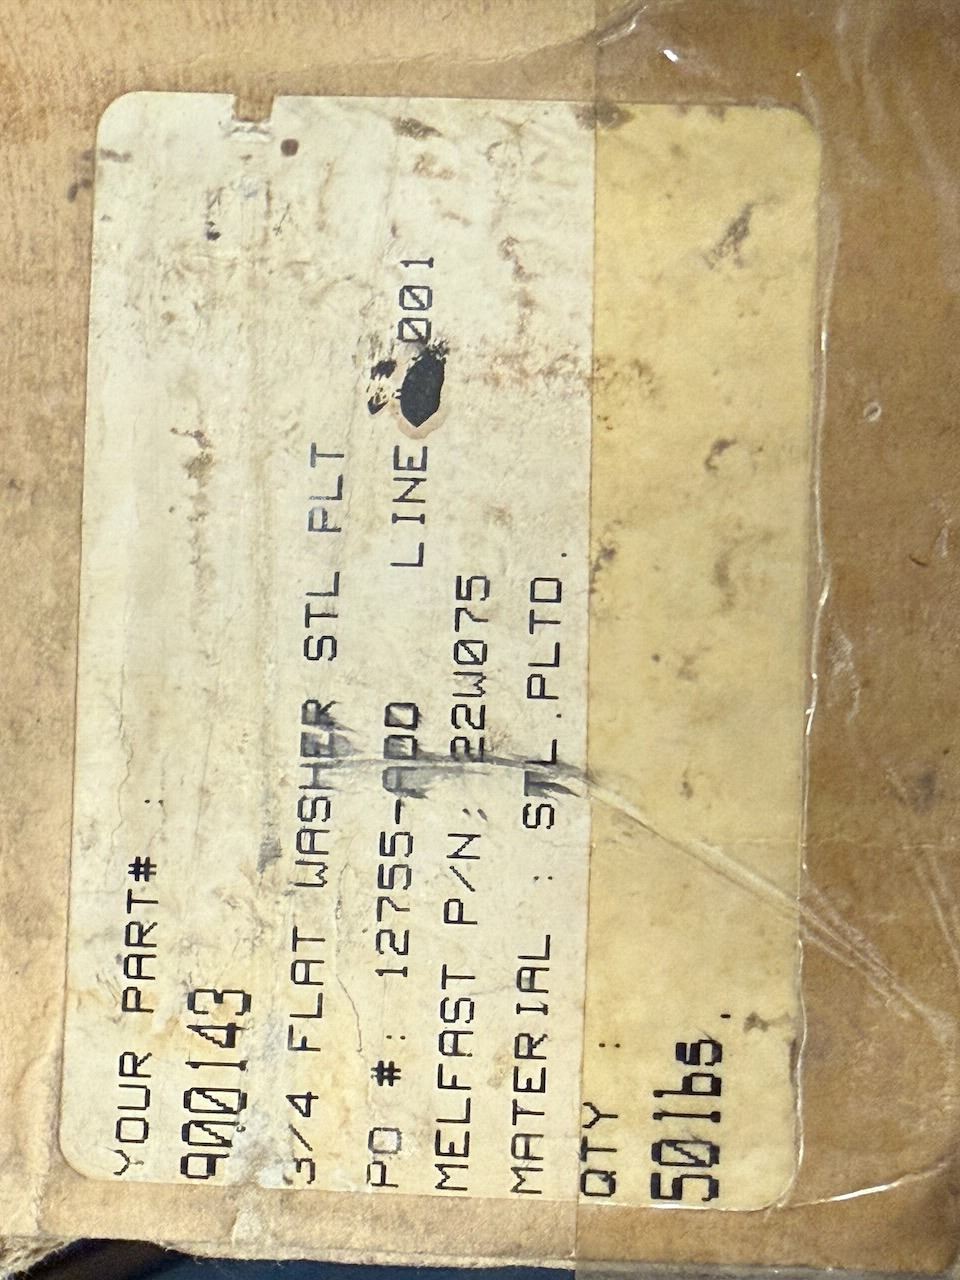 YOUR PART# :
900143
3/4 FLAT WASHER STL PLT
PO #: 12755-A00 LINE 001
MELFAST P/N: 22W075
MATERIAL : STL.PLTD.
QTY :
50lbs.